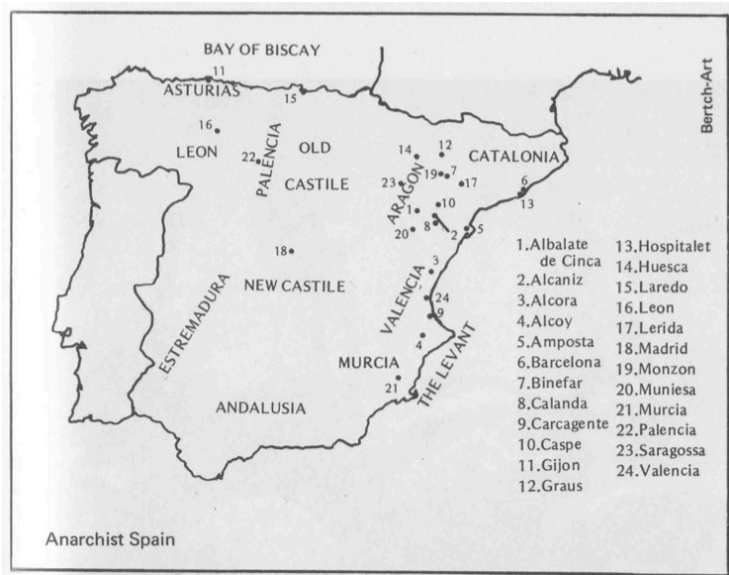 BAY OF BISCAY
11
ASTURIAS
15
16
LEON
22
PALENCIA
OLD
CASTILE
14
12
CATALONIA
19
7
23
17
ARAGON
6
13
1
10
8
20
2
5
18
3
NEW CASTILE
ESTREMADURA
VALENCIA
24
9
4
THE LEVANT
MURCIA
21
ANDALUSIA
1.Albalate
de Cinca
2.Alcaniz
3.Alcora
4.Alcoy
5.Amposta
6.Barcelona
7.Binefar
8.Calanda
9.Carcagente
10.Caspe
11.Gijon
12.Graus
13.Hospitalet
14.Huesca
15.Laredo
16.Leon
17.Lerida
18.Madrid
19.Monzon
20.Muniesa
21.Murcia
22.Palencia
23.Saragossa
24.Valencia
Anarchist Spain
Bertch-Art